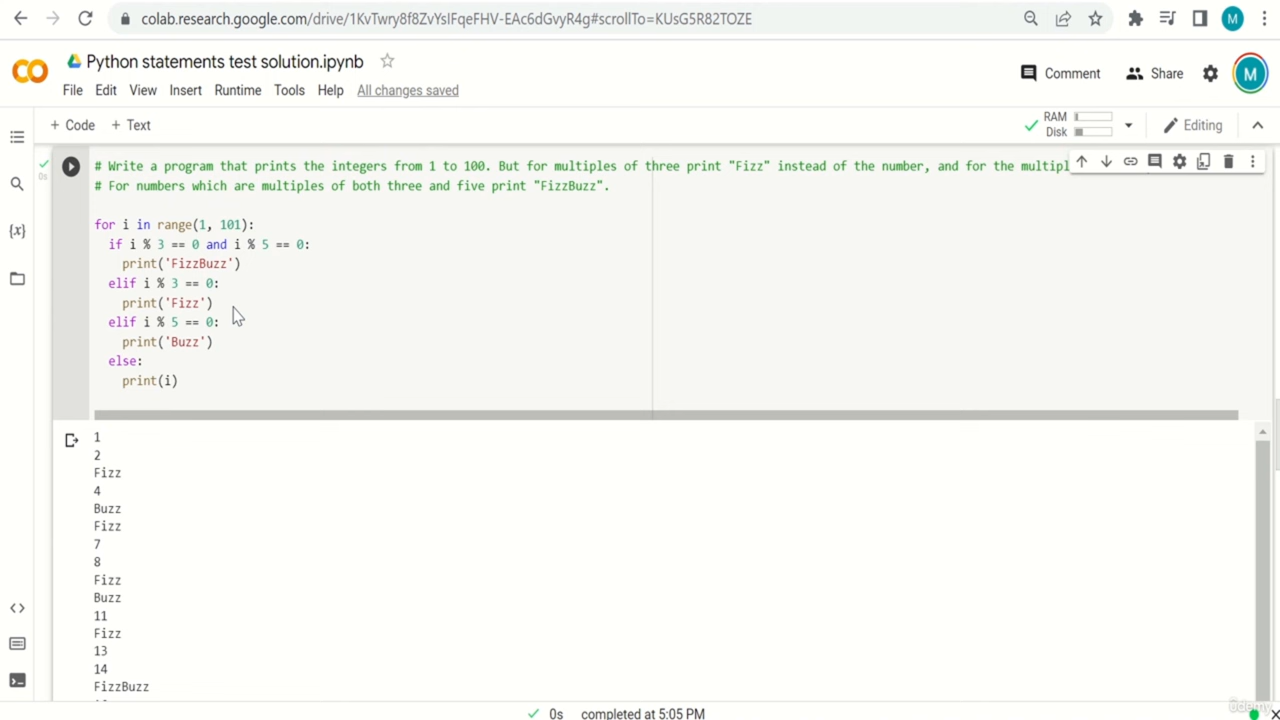 colab.research.google.com/drive/1KvTwry8f8ZvYsIFqeFHV-EAc6dGvyR4g#scrollTo=KUsG5R82TOZE
M
Python statements test solution.ipynb
File Edit View Insert Runtime Tools Help All changes saved
Comment Share M
+ Code + Text
RAM
Disk
Editing
0s
# Write a program that prints the integers from 1 to 100. But for multiples of three print "Fizz" instead of the number, and for the multipl
# For numbers which are multiples of both three and five print "FizzBuzz".
for i in range(1, 101):
if i % 3 == 0 and i % 5 == 0:
print('FizzBuzz')
elif i % 3 == 0:
print('Fizz')
elif i % 5 == 0:
print('Buzz')
else:
print(i)
{x}
1
2
Fizz
4
Buzz
Fizz
7
8
Fizz
Buzz
11
Fizz
13
14
FizzBuzz
0s completed at 5:05 PM
ûdemy